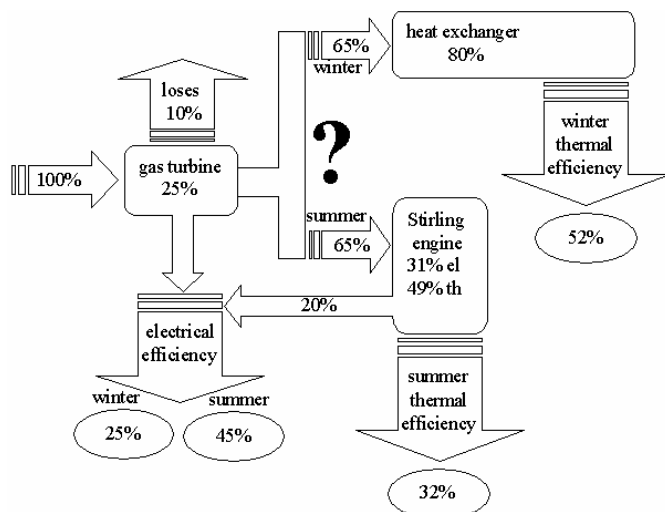 65%
winter
heat exchanger
80%
loses
10%
100%
gas turbine
25%
?
winter
thermal
efficiency
52%
summer
65%
Stirling
engine
31% el
49% th
20%
electrical
efficiency
winter
25%
summer
45%
summer
thermal
efficiency
32%